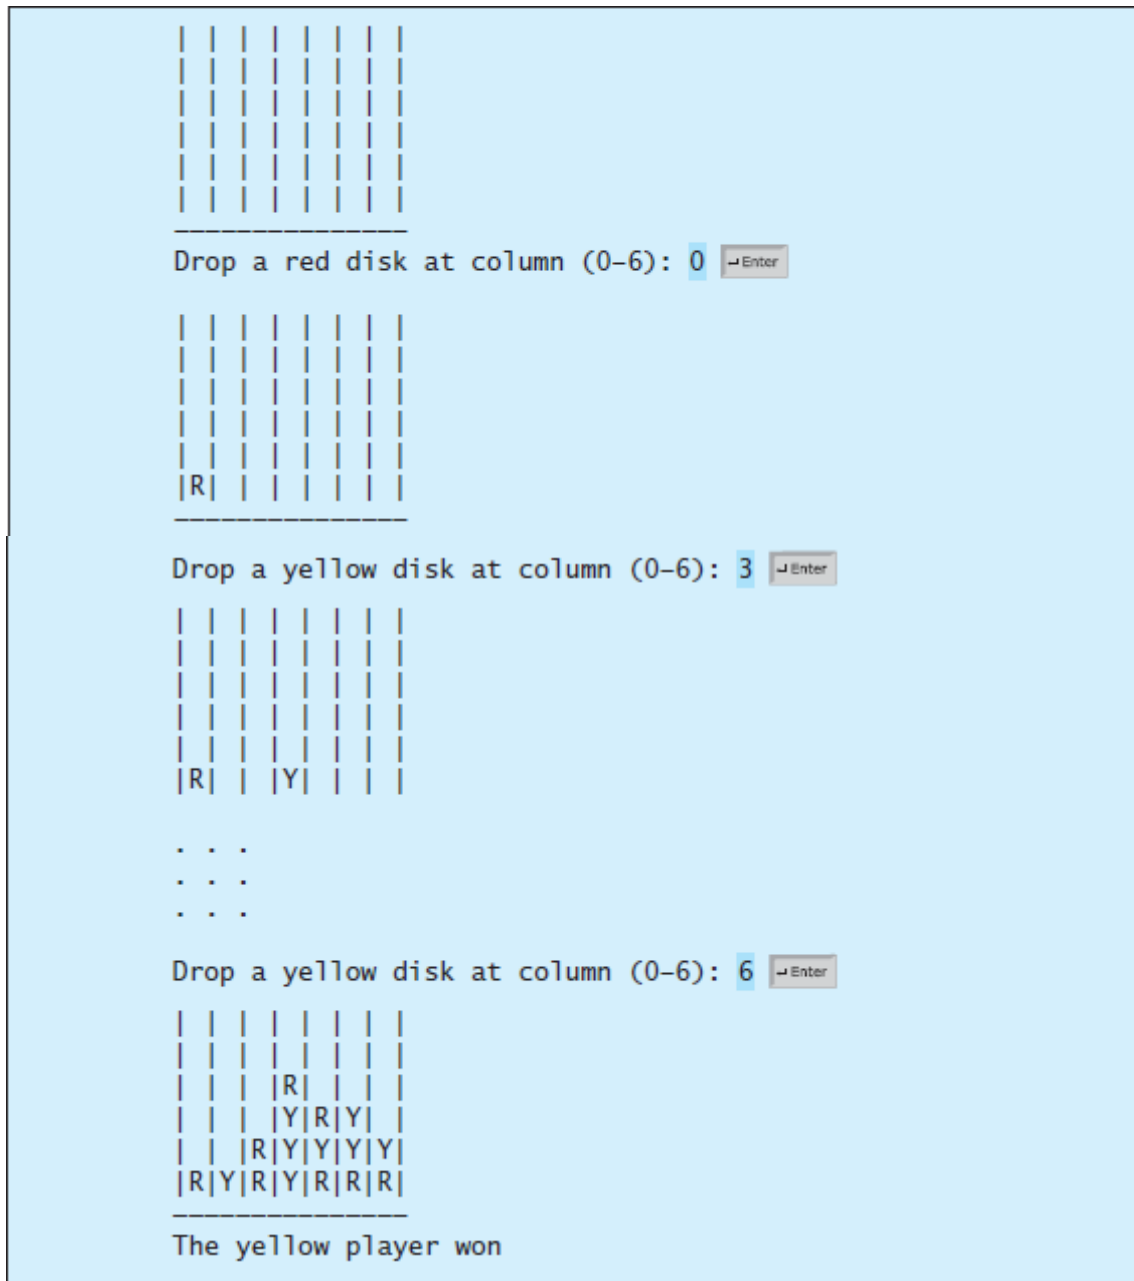 | | | | | | | |
| | | | | | | |
| | | | | | | |
| | | | | | | |
| | | | | | | |
| | | | | | | |
———————————————
Drop a red disk at column (0–6): 0 ↵Enter
| | | | | | | |
| | | | | | | |
| | | | | | | |
| | | | | | | |
| | | | | | | |
|R| | | | | | |
———————————————
Drop a yellow disk at column (0–6): 3 ↵Enter
| | | | | | | |
| | | | | | | |
| | | | | | | |
| | | | | | | |
| | | | | | | |
|R| | |Y| | | |
. . .
. . .
. . .
Drop a yellow disk at column (0–6): 6 ↵Enter
| | | | | | | |
| | | | | | | |
| | | |R| | | |
| | | |Y|R|Y| |
| | |R|Y|Y|Y|Y|
|R|Y|R|Y|R|R|R|
———————————————
The yellow player won